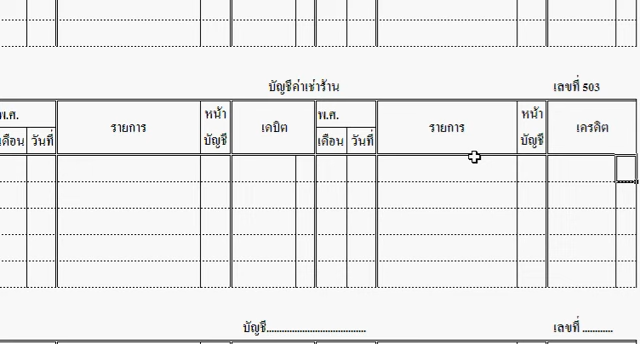 บัญชีค่าเช่าร้าน เลขที่ 503
พ.ศ. รายการ หน้า บัญชี เดบิต พ.ศ. รายการ หน้า บัญชี เครดิต
เดือน วันที่ เดือน วันที่
บัญชี...................................... เลขที่ ............